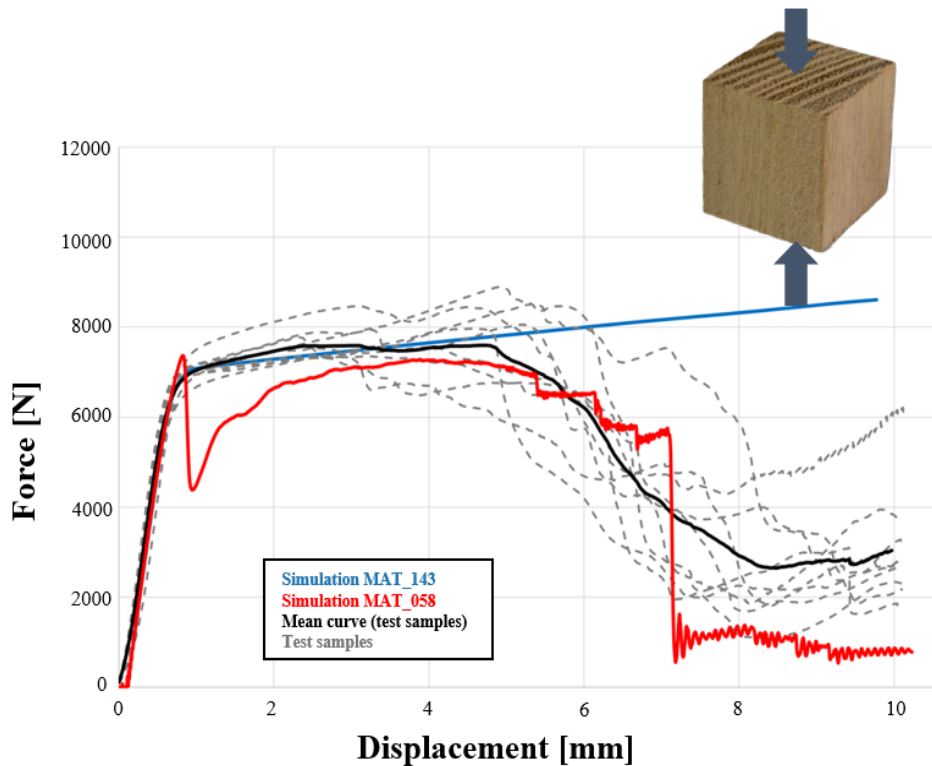 12000
10000
8000
6000
4000
2000
0
Force [N]
Simulation MAT_143
Simulation MAT_058
Mean curve (test samples)
Test samples
0 2 4 6 8 10
Displacement [mm]